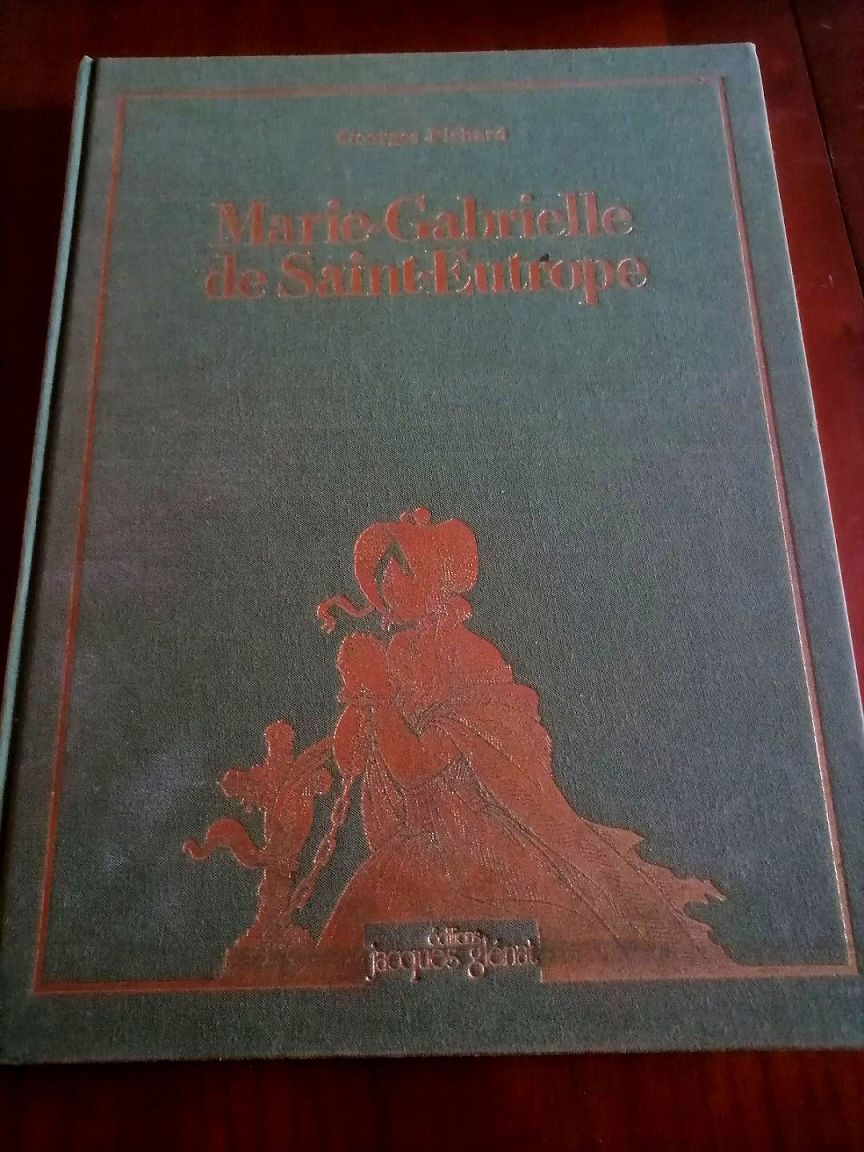 Georges Pichard
Marie-Gabrielle
de Saint-Eutrope
éditions
jacques glénat